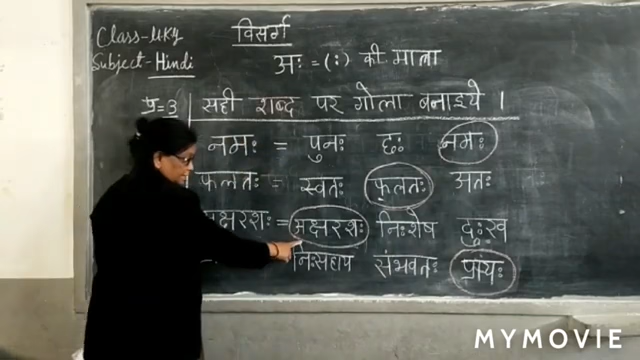 Class-UKG
Subject-Hindi
विसर्ग
अः = (ः) की मात्रा
प्र=3 सही शब्द पर गोला बनाइये ।
नमः = पुनः छः नमः
फलतः = स्वतः फलतः अतः
क्षरशः = अक्षरशः निःशेष दुःख
निःसहाय संभवतः प्रायः
MYMOVIE